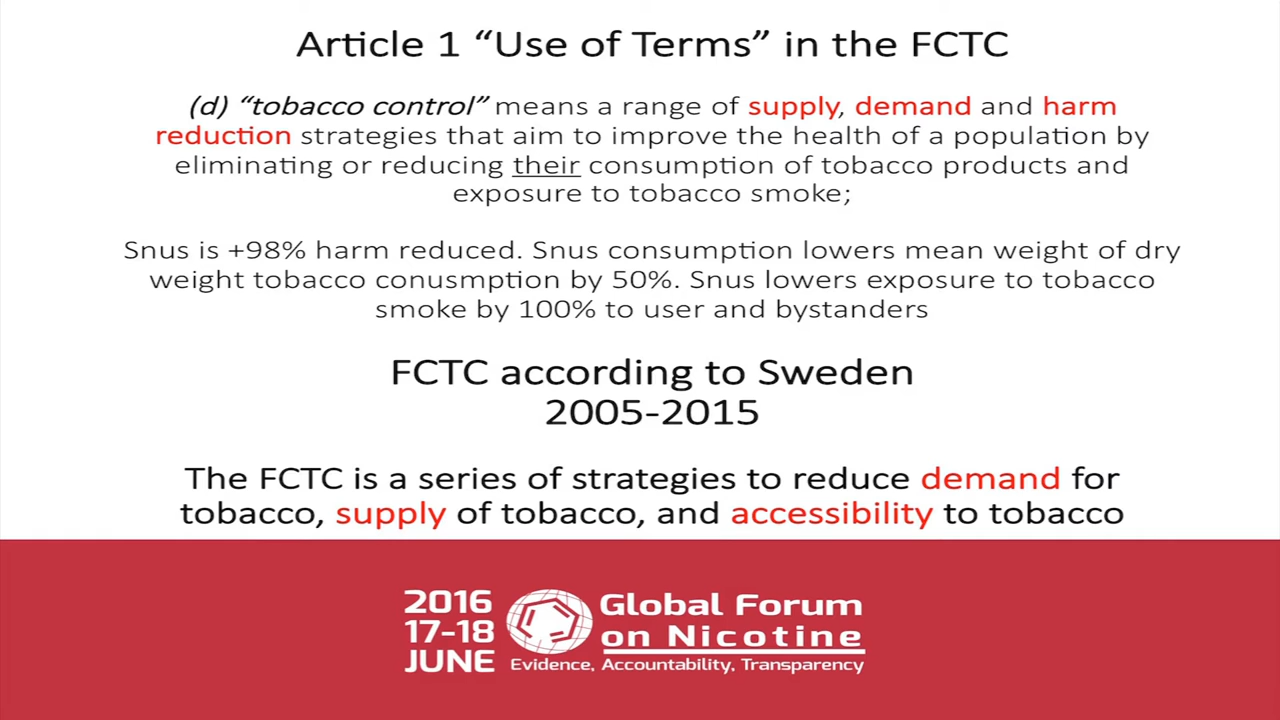 Article 1 “Use of Terms” in the FCTC
(d) “tobacco control” means a range of supply, demand and harm
reduction strategies that aim to improve the health of a population by
eliminating or reducing their consumption of tobacco products and
exposure to tobacco smoke;
Snus is +98% harm reduced. Snus consumption lowers mean weight of dry
weight tobacco conusmption by 50%. Snus lowers exposure to tobacco
smoke by 100% to user and bystanders
FCTC according to Sweden
2005-2015
The FCTC is a series of strategies to reduce demand for
tobacco, supply of tobacco, and accessibility to tobacco
2016
17-18
JUNE
Global Forum
on Nicotine
Evidence, Accountability, Transparency